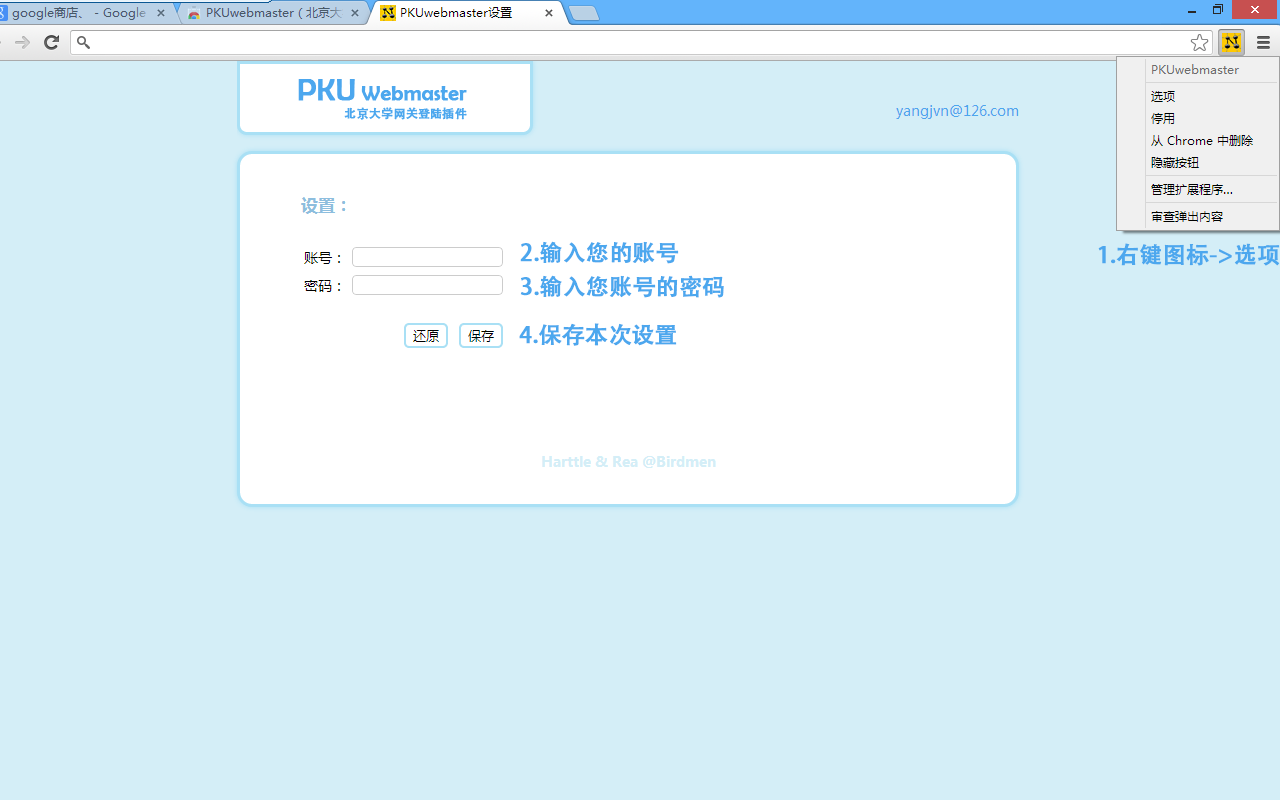 google商店、 - Google
PKUwebmaster（北京大
PKUwebmaster设置
PKUwebmaster
选项
停用
从 Chrome 中删除
隐藏按钮
管理扩展程序...
审查弹出内容
PKU Webmaster
北京大学网关登陆插件
yangjvn@126.com
1.右键图标->选项
设置：
账号：
2.输入您的账号
密码：
3.输入您账号的密码
还原 保存
4.保存本次设置
Harttle & Rea @Birdmen